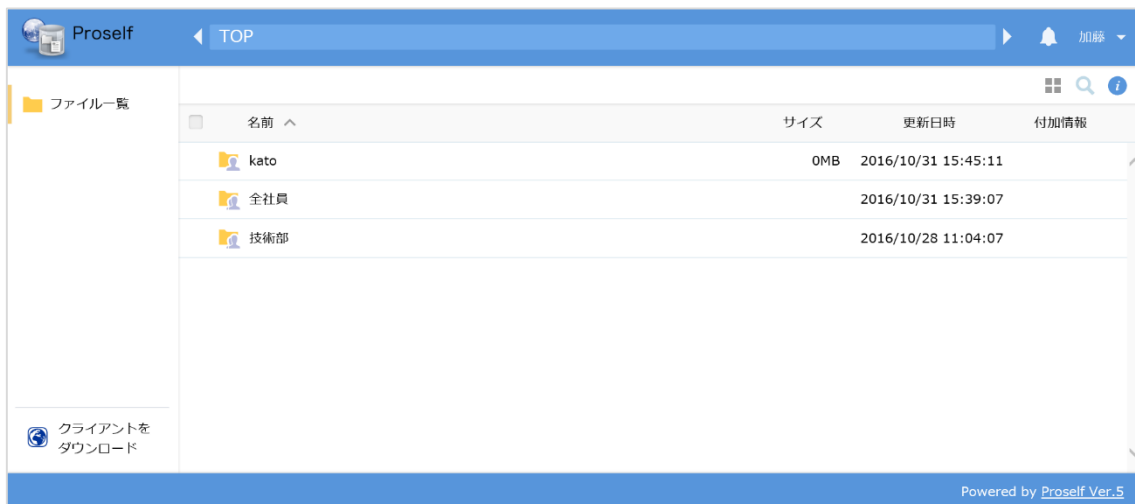 Proself
TOP
加藤
ファイル一覧
名前 サイズ 更新日時 付加情報
kato 0MB 2016/10/31 15:45:11
全社員 2016/10/31 15:39:07
技術部 2016/10/28 11:04:07
クライアントを
ダウンロード
Powered by Proself Ver.5